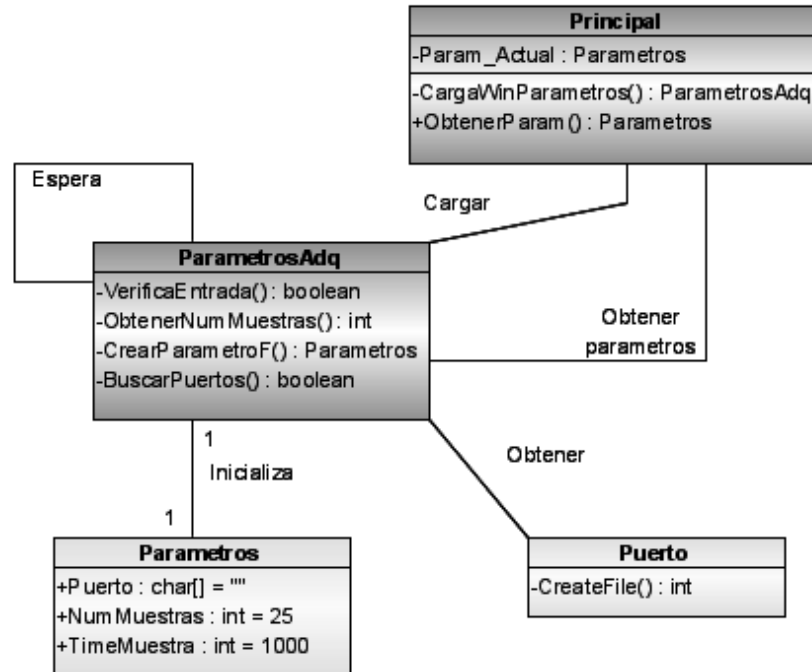 Principal
-Param_Actual : Parametros
-CargaWinParametros() : ParametrosAdq
+ObtenerParam() : Parametros
Espera
Cargar
ParametrosAdq
-VerificaEntrada() : boolean
-ObtenerNumMuestras() : int
-CrearParametroF() : Parametros
-BuscarPuertos() : boolean
Obtener
parametros
1
Inicializa
1
Obtener
Parametros
+Puerto : char[] = ""
+NumMuestras : int = 25
+TimeMuestra : int = 1000
Puerto
-CreateFile() : int